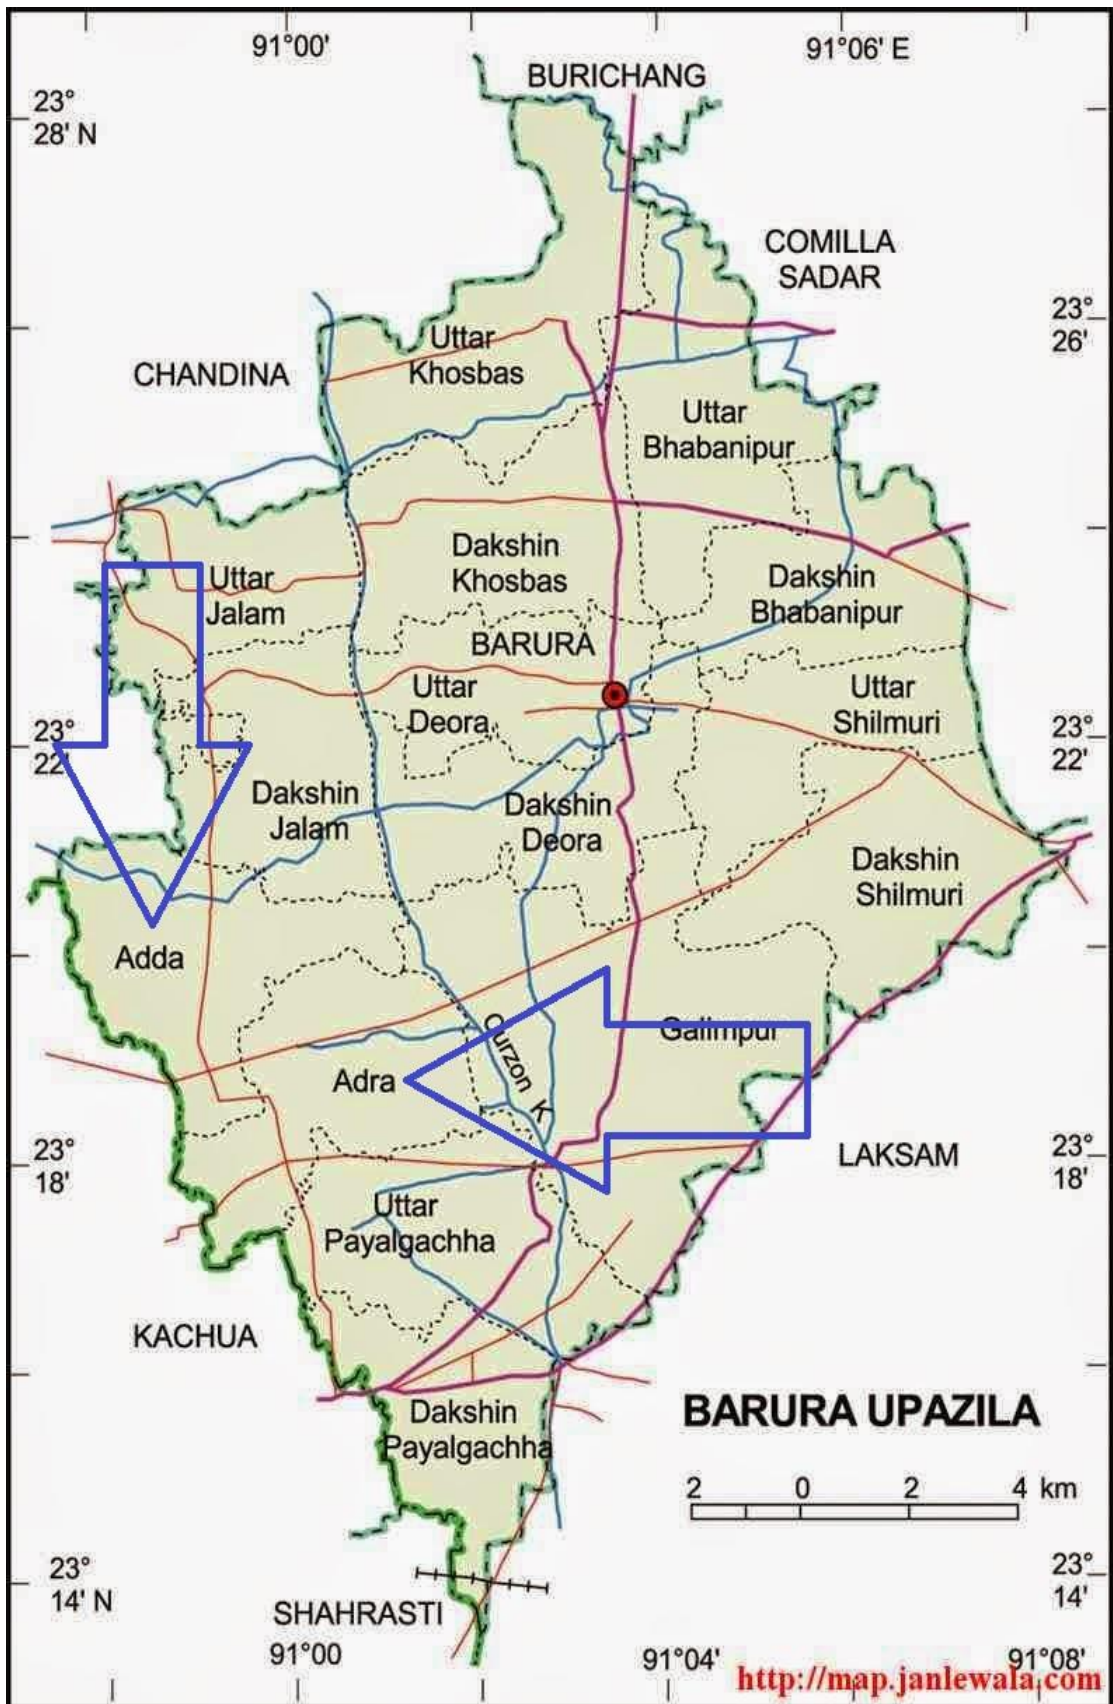 91°00'
91°06' E
BURICHANG
23°
28' N
COMILLA
SADAR
23°
26'
Uttar
Khosbas
CHANDINA
Uttar
Bhabanipur
Dakshin
Khosbas
Uttar
Jalam
Dakshin
Bhabanipur
BARURA
Uttar
Deora
Uttar
Shilmuri
23°
22'
23°
22'
Dakshin
Jalam
Dakshin
Deora
Dakshin
Shilmuri
Adda
Galimpur
Curzon K
Adra
23°
18'
LAKSAM
23°
18'
Uttar
Payalgachha
KACHUA
Dakshin
Payalgachha
BARURA UPAZILA
2 0 2 4 km
23°
14' N
23°
14'
SHAHRASTI
91°00
91°04'
91°08'
http://map.janlewala.com